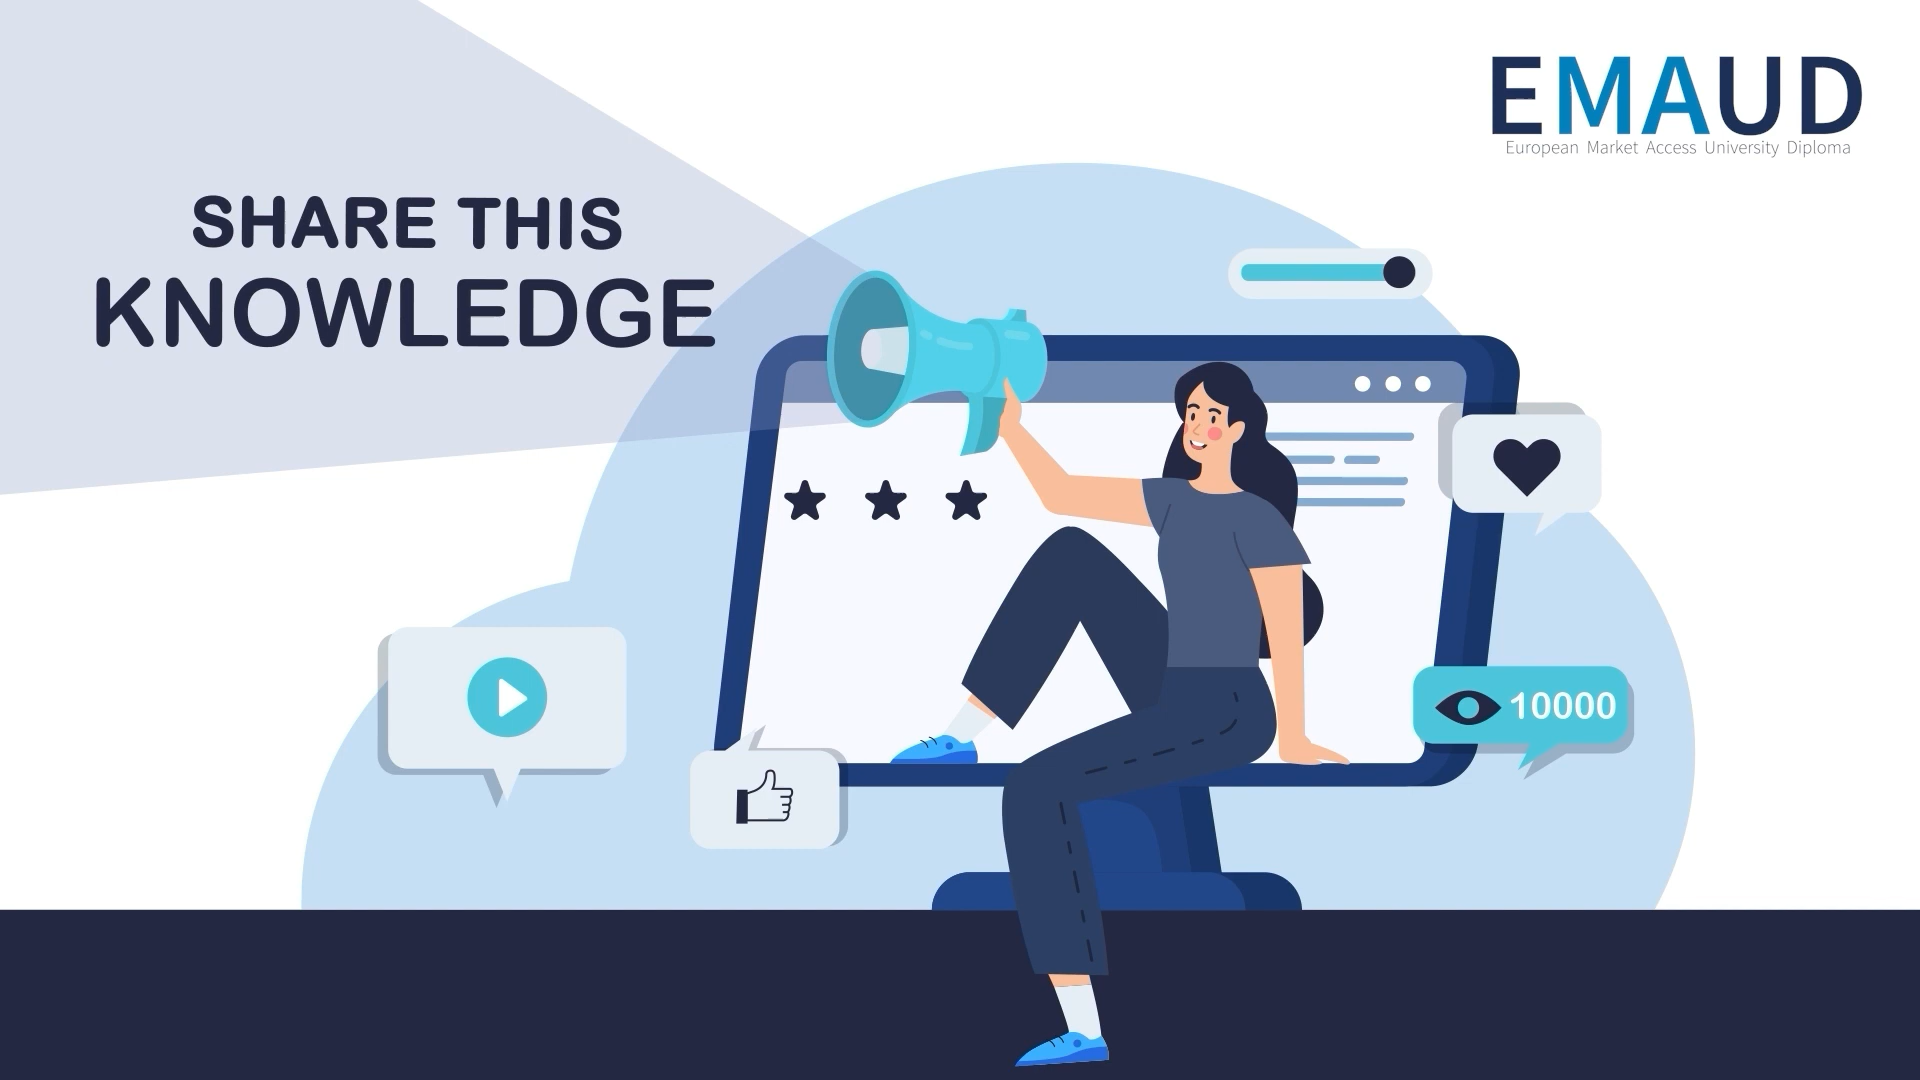 EMAUD
European Market Access University Diploma
SHARE THIS
KNOWLEDGE
10000